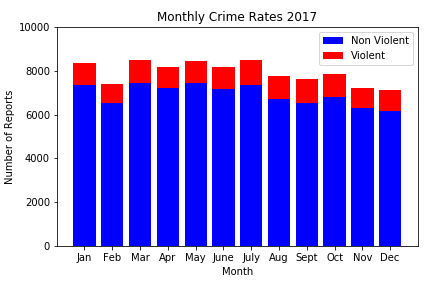 Monthly Crime Rates 2017
10000
8000
6000
4000
2000
0
Number of Reports
Non Violent
Violent
Jan Feb Mar Apr May June July Aug Sept Oct Nov Dec
Month